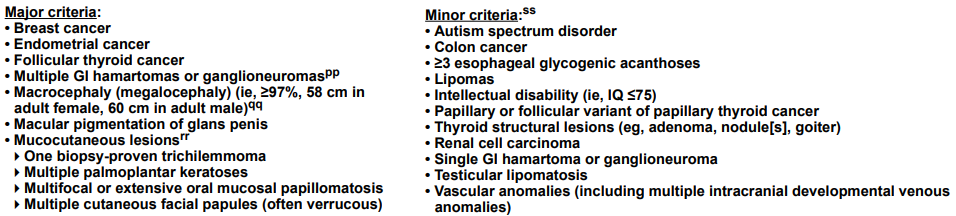 Major criteria:
• Breast cancer
• Endometrial cancer
• Follicular thyroid cancer
• Multiple GI hamartomas or ganglioneuromaspp
• Macrocephaly (megalocephaly) (ie, ≥97%, 58 cm in
adult female, 60 cm in adult male)qq
• Macular pigmentation of glans penis
• Mucocutaneous lesionsrr
▸ One biopsy-proven trichilemmoma
▸ Multiple palmoplantar keratoses
▸ Multifocal or extensive oral mucosal papillomatosis
▸ Multiple cutaneous facial papules (often verrucous)
Minor criteria:ss
• Autism spectrum disorder
• Colon cancer
• ≥3 esophageal glycogenic acanthoses
• Lipomas
• Intellectual disability (ie, IQ ≤75)
• Papillary or follicular variant of papillary thyroid cancer
• Thyroid structural lesions (eg, adenoma, nodule[s], goiter)
• Renal cell carcinoma
• Single GI hamartoma or ganglioneuroma
• Testicular lipomatosis
• Vascular anomalies (including multiple intracranial developmental venous
anomalies)